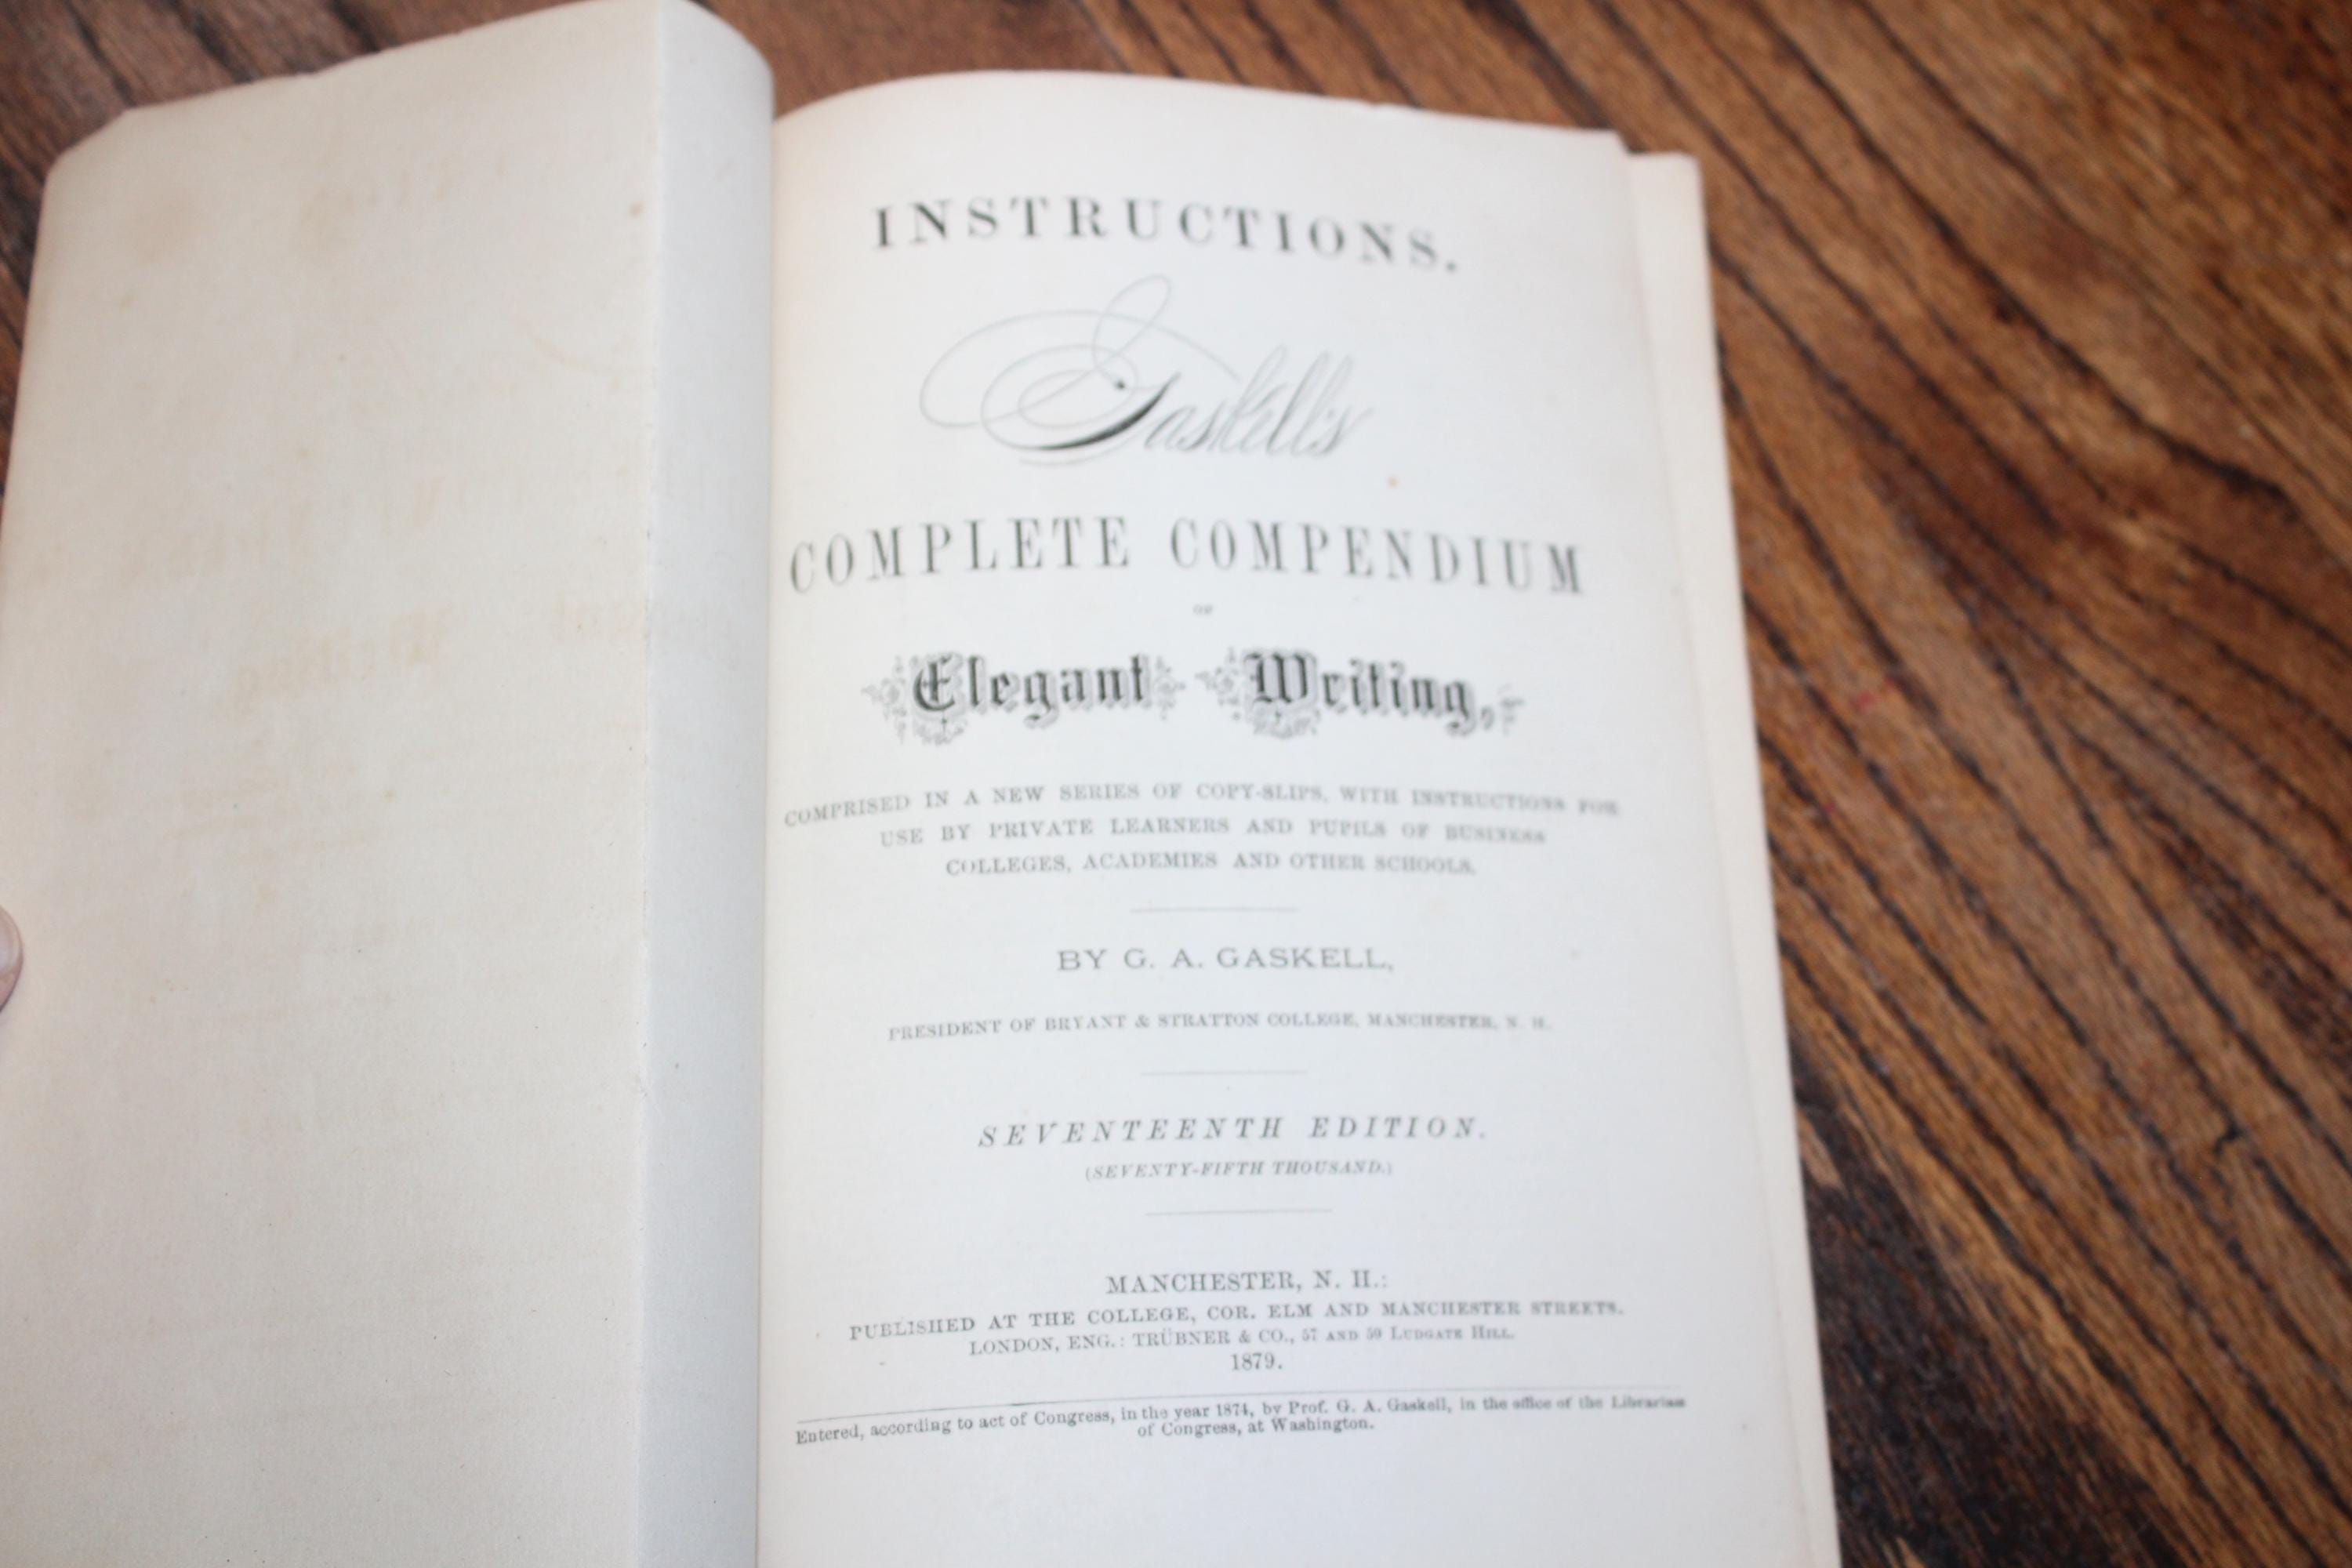 INSTRUCTIONS.
Gaskell's
COMPLETE COMPENDIUM
OF
Elegant Writing,
COMPRISED IN A NEW SERIES OF COPY-SLIPS, WITH INSTRUCTIONS FOR
USE BY PRIVATE LEARNERS AND PUPILS OF BUSINESS
COLLEGES, ACADEMIES AND OTHER SCHOOLS,
BY G. A. GASKELL,
PRESIDENT OF BRYANT & STRATTON COLLEGE, MANCHESTER, N. H.
SEVENTEENTH EDITION.
(SEVENTY-FIFTH THOUSAND.)
MANCHESTER, N. H.:
PUBLISHED AT THE COLLEGE, COR. ELM AND MANCHESTER STREETS.
LONDON, ENG.: TRÜBNER & CO., 57 AND 59 LUDGATE HILL.
1879.
Entered, according to act of Congress, in the year 1874, by Prof. G. A. Gaskell, in the office of the Librarian
of Congress, at Washington.